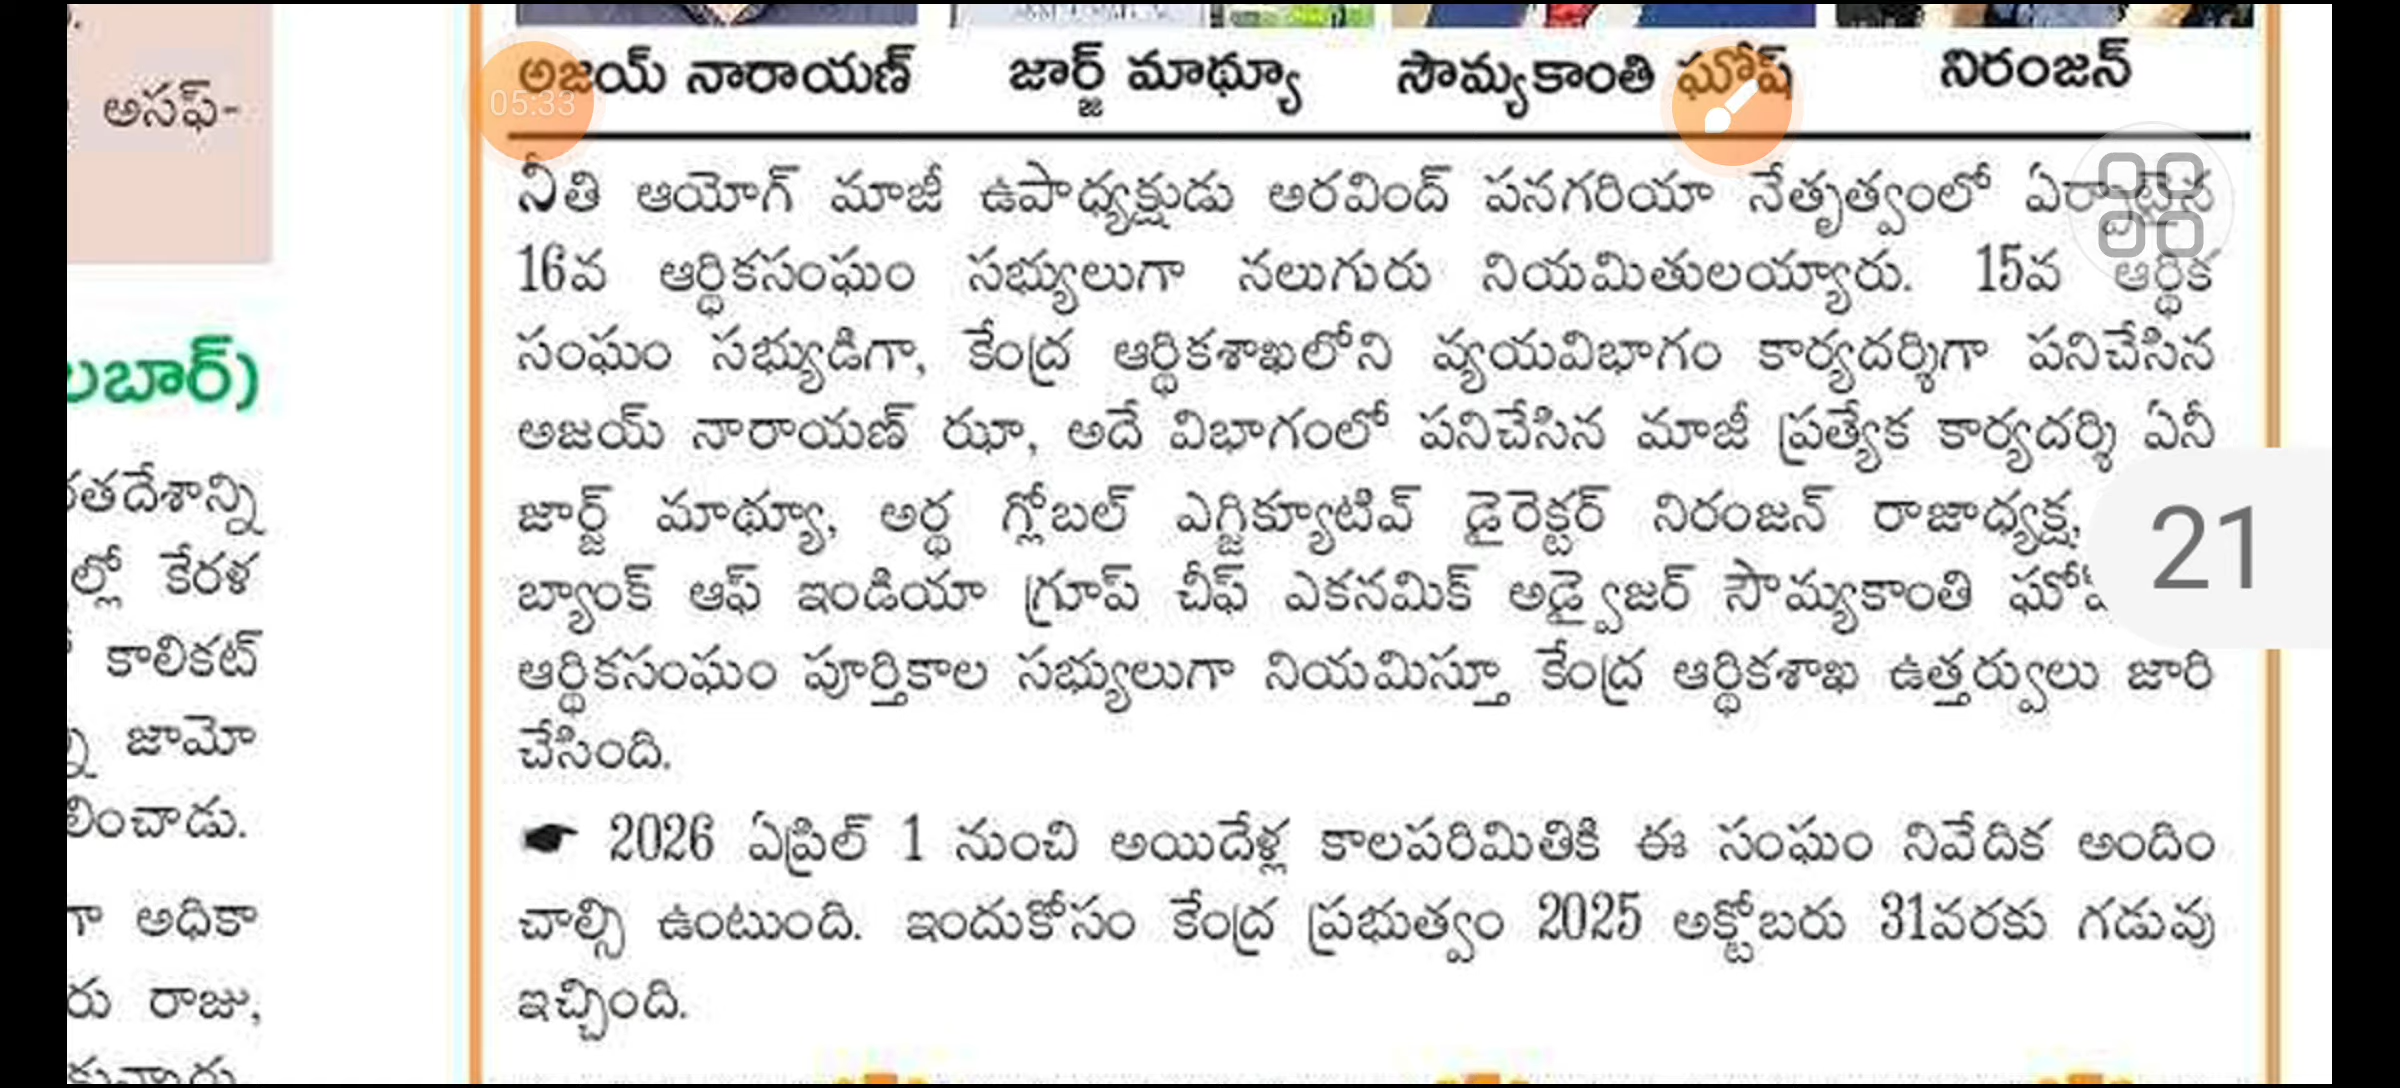 అసఫ్-
లబార్)
తదేశాన్ని
ల్లో కేరళ
కాలికట్
జామో
లించాడు.
గా అధికా
రు రాజు,
అజయ్ నారాయణ్ జార్జ్ మాథ్యూ సౌమ్యకాంతి ఘోష్ నిరంజన్
05:33
నీతి ఆయోగ్ మాజీ ఉపాధ్యక్షుడు అరవింద్ పనగరియా నేతృత్వంలో ఏర్పాటైన
16వ ఆర్థికసంఘం సభ్యులుగా నలుగురు నియమితులయ్యారు. 15వ ఆర్థిక
సంఘం సభ్యుడిగా, కేంద్ర ఆర్థికశాఖలోని వ్యయవిభాగం కార్యదర్శిగా పనిచేసిన
అజయ్ నారాయణ్ ఝా, అదే విభాగంలో పనిచేసిన మాజీ ప్రత్యేక కార్యదర్శి ఏనీ
జార్జ్ మాథ్యూ, అర్థ గ్లోబల్ ఎగ్జిక్యూటివ్ డైరెక్టర్ నిరంజన్ రాజాధ్యక్ష,
బ్యాంక్ ఆఫ్ ఇండియా గ్రూప్ చీఫ్ ఎకనమిక్ అడ్వైజర్ సౌమ్యకాంతి
ఆర్థికసంఘం పూర్తికాల సభ్యులుగా నియమిస్తూ కేంద్ర ఆర్థికశాఖ ఉత్తర్వులు జారీ
చేసింది.
☛ 2026 ఏప్రిల్ 1 నుంచి అయిదేళ్ల కాలపరిమితికి ఈ సంఘం నివేదిక అందిం
చాల్సి ఉంటుంది. ఇందుకోసం కేంద్ర ప్రభుత్వం 2025 అక్టోబరు 31వరకు గడువు
ఇచ్చింది.
21